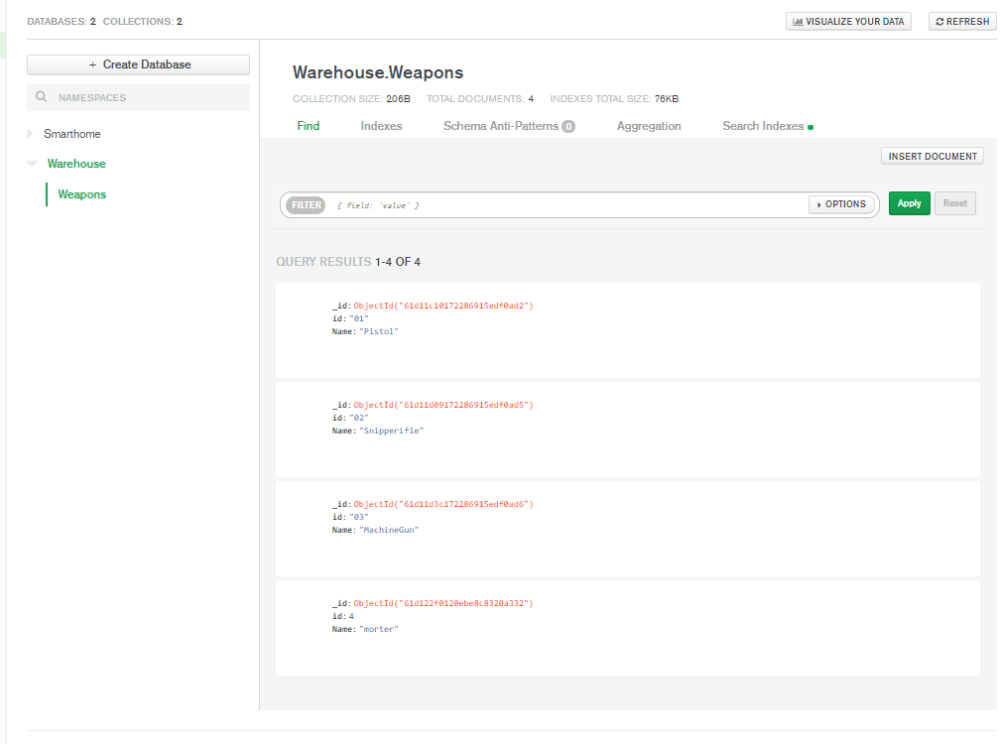 DATABASES: 2 COLLECTIONS: 2
VISUALIZE YOUR DATA
REFRESH
+ Create Database
NAMESPACES
Smarthome
Warehouse
Weapons
Warehouse.Weapons
COLLECTION SIZE: 206B TOTAL DOCUMENTS: 4 INDEXES TOTAL SIZE: 76KB
Find Indexes Schema Anti-Patterns 0 Aggregation Search Indexes
INSERT DOCUMENT
FILTER { field: 'value' } OPTIONS Apply Reset
QUERY RESULTS 1-4 OF 4
_id: ObjectId("61d11c10172286915edf0ad2")
id: "01"
Name: "Pistol"
_id: ObjectId("61d11d09172286915edf0ad5")
id: "02"
Name: "Snipperifle"
_id: ObjectId("61d11d3c172286915edf0ad6")
id: "03"
Name: "MachineGun"
_id: ObjectId("61d122f0120ebe8c8320a332")
id: 4
Name: "morter"